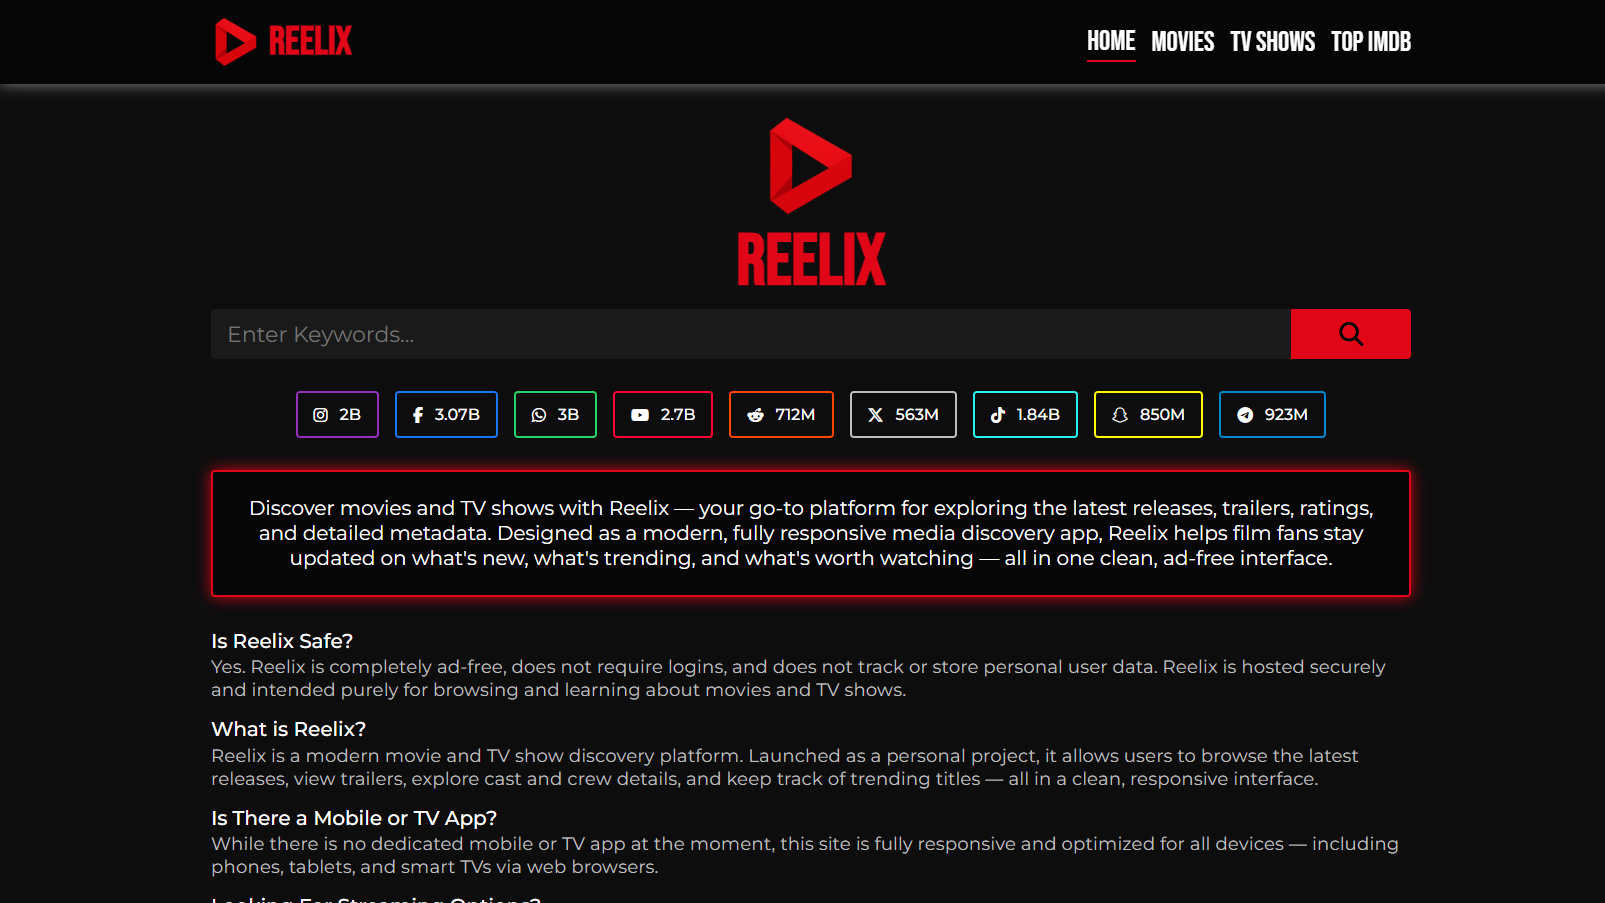 REELIX
HOME MOVIES TV SHOWS TOP IMDB
REELIX
Enter Keywords...
2B 3.07B 3B 2.7B 712M 563M 1.84B 850M 923M
Discover movies and TV shows with Reelix — your go-to platform for exploring the latest releases, trailers, ratings,
and detailed metadata. Designed as a modern, fully responsive media discovery app, Reelix helps film fans stay
updated on what's new, what's trending, and what's worth watching — all in one clean, ad-free interface.
Is Reelix Safe?
Yes. Reelix is completely ad-free, does not require logins, and does not track or store personal user data. Reelix is hosted securely
and intended purely for browsing and learning about movies and TV shows.
What is Reelix?
Reelix is a modern movie and TV show discovery platform. Launched as a personal project, it allows users to browse the latest
releases, view trailers, explore cast and crew details, and keep track of trending titles — all in a clean, responsive interface.
Is There a Mobile or TV App?
While there is no dedicated mobile or TV app at the moment, this site is fully responsive and optimized for all devices — including
phones, tablets, and smart TVs via web browsers.
Looking For Streaming Options?